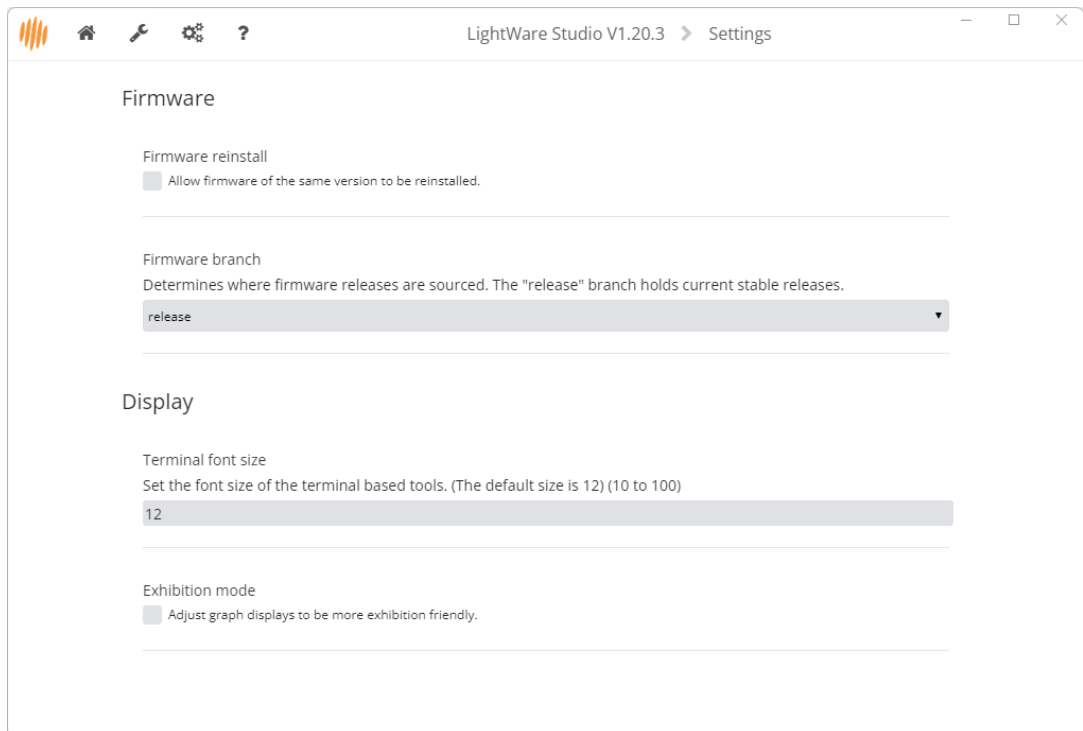 ? LightWare Studio V1.20.3 Settings
Firmware
Firmware reinstall
Allow firmware of the same version to be reinstalled.
Firmware branch
Determines where firmware releases are sourced. The "release" branch holds current stable releases.
release
Display
Terminal font size
Set the font size of the terminal based tools. (The default size is 12) (10 to 100)
12
Exhibition mode
Adjust graph displays to be more exhibition friendly.